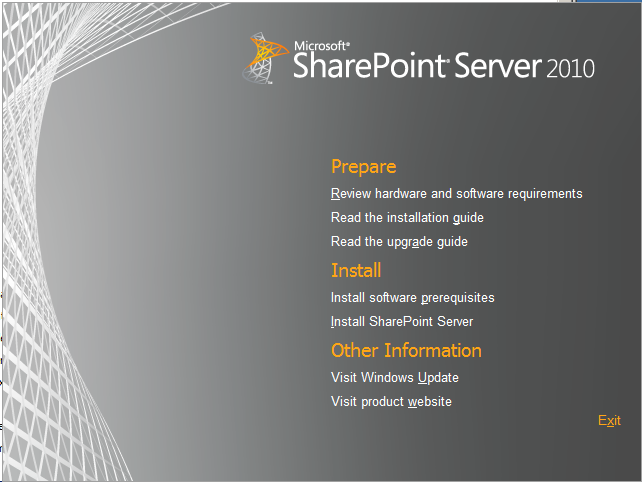 Microsoft®
SharePoint® Server 2010
Prepare
Review hardware and software requirements
Read the installation guide
Read the upgrade guide
Install
Install software prerequisites
Install SharePoint Server
Other Information
Visit Windows Update
Visit product website
Exit